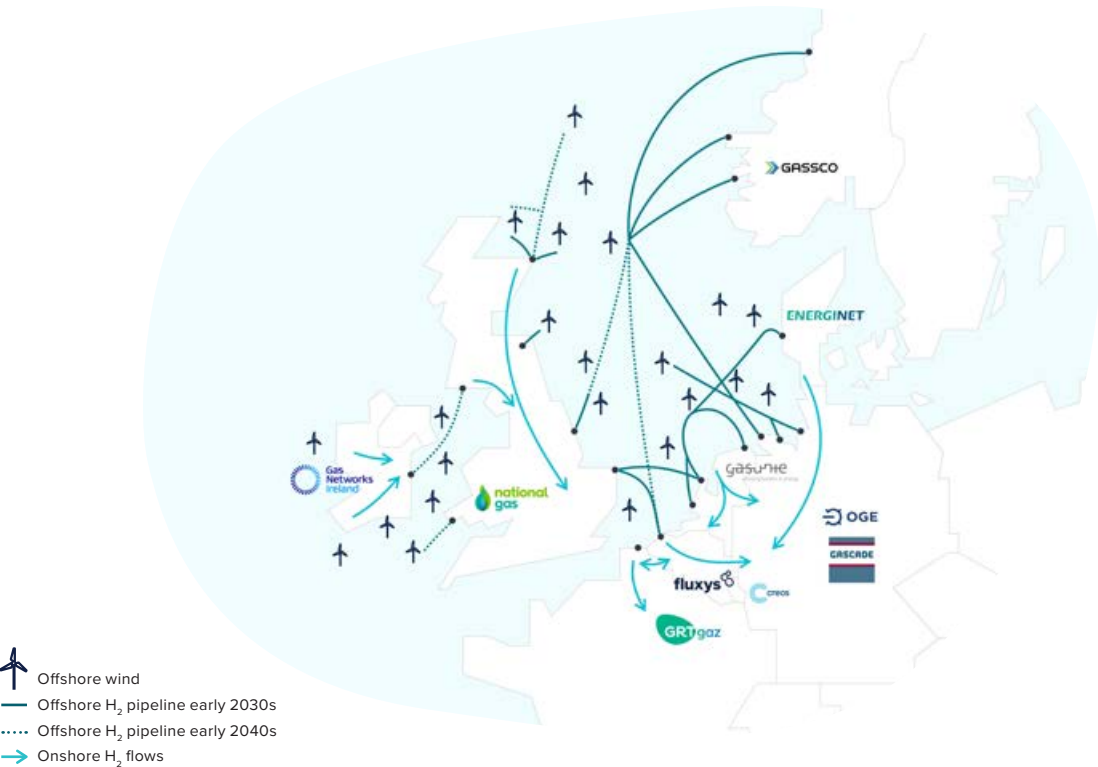 GASSCO
ENERGINET
gasunie
Gas
Networks
Ireland
national
gas
OGE
GASCADE
fluxys
creos
GRTgaz
Offshore wind
Offshore H₂ pipeline early 2030s
Offshore H₂ pipeline early 2040s
Onshore H₂ flows